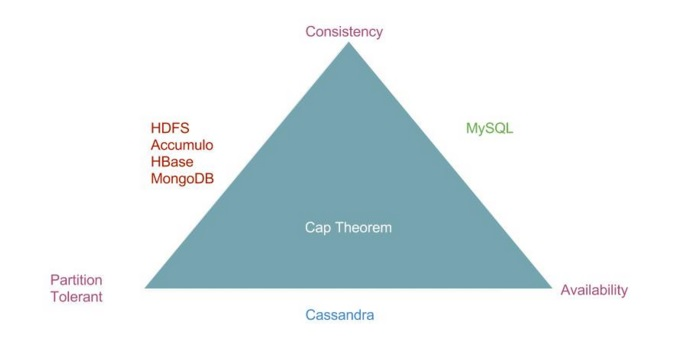 Consistency
HDFS
Accumulo
HBase
MongoDB
MySQL
Cap Theorem
Partition
Tolerant
Availability
Cassandra